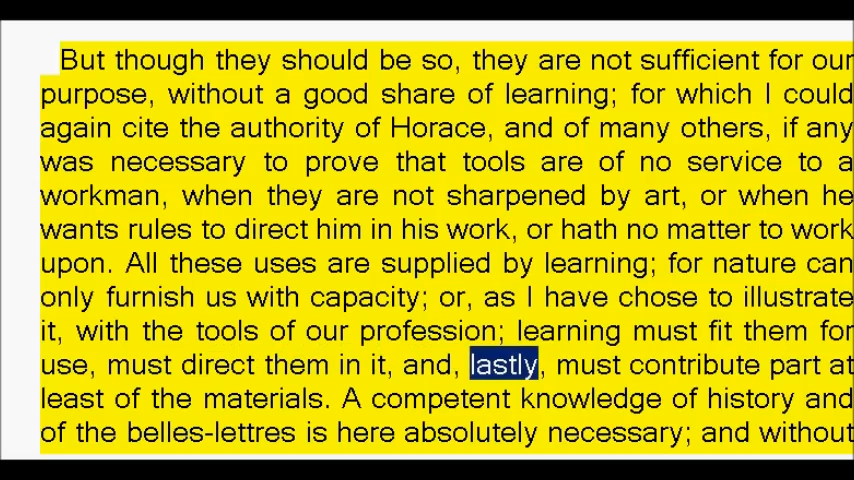 But though they should be so, they are not sufficient for our
purpose, without a good share of learning; for which I could
again cite the authority of Horace, and of many others, if any
was necessary to prove that tools are of no service to a
workman, when they are not sharpened by art, or when he
wants rules to direct him in his work, or hath no matter to work
upon. All these uses are supplied by learning; for nature can
only furnish us with capacity; or, as I have chose to illustrate
it, with the tools of our profession; learning must fit them for
use, must direct them in it, and, lastly, must contribute part at
least of the materials. A competent knowledge of history and
of the belles-lettres is here absolutely necessary; and without